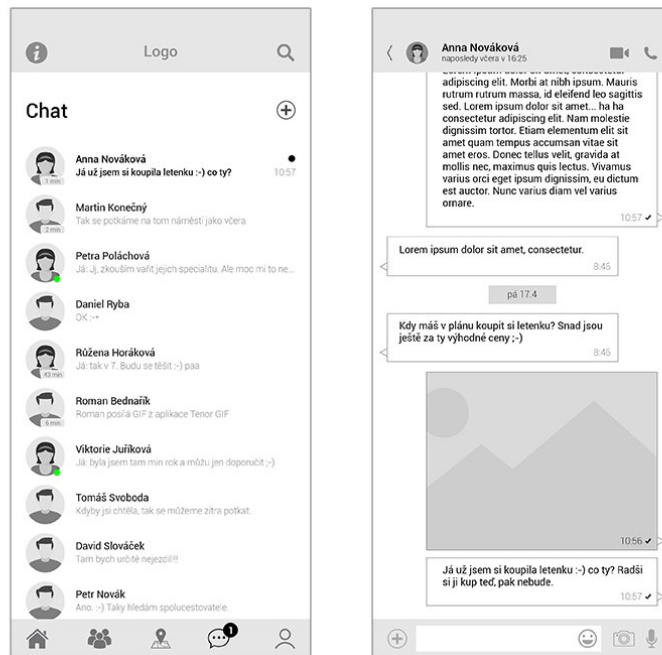 Logo
Chat
Anna Nováková
Já už jsem si koupila letenku :-) co ty?
10:57
1 min
Martin Konečný
Tak se potkáme na tom náměstí jako včera
2 min
Petra Poláchová
Já: Jj, zkouším vařit jejich specialitu. Ale moc mi to ne...
Daniel Ryba
OK :-*
Růžena Horáková
Já: tak v 7. Budu se těšit :-) paa
43 min
Roman Bednařík
Roman posílá GIF z aplikace Tenor GIF
6 min
Viktorie Juříková
Já: byla jsem tam min rok a můžu jen doporučit ;-)
Tomáš Svoboda
Kdyby jsi chtěla, tak se můžeme zítra potkat.
David Slováček
Tam bych určitě nejezdil!!!
Petr Novák
Ano. :-) Taky hledám spolucestovatele.
1
Anna Nováková
naposledy včera v 16:25
Lorem ipsum dolor sit amet, consectetur
adipiscing elit. Morbi at nibh ipsum. Mauris
rutrum rutrum massa, id eleifend leo sagittis
sed. Lorem ipsum dolor sit amet... ha ha
consectetur adipiscing elit. Nam molestie
dignissim tortor. Etiam elementum elit sit
amet quam tempus accumsan vitae sit
amet eros. Donec tellus velit, gravida at
mollis nec, maximus quis lectus. Vivamus
varius orci eget ipsum dignissim, eu dictum
est auctor. Nunc varius diam vel varius
ornare.
10:57
Lorem ipsum dolor sit amet, consectetur.
8:45
pá 17.4
Kdy máš v plánu koupit si letenku? Snad jsou
ještě za ty výhodné ceny ;-)
8:45
10:56
Já už jsem si koupila letenku :-) co ty? Radši
si ji kup teď, pak nebude.
10:57